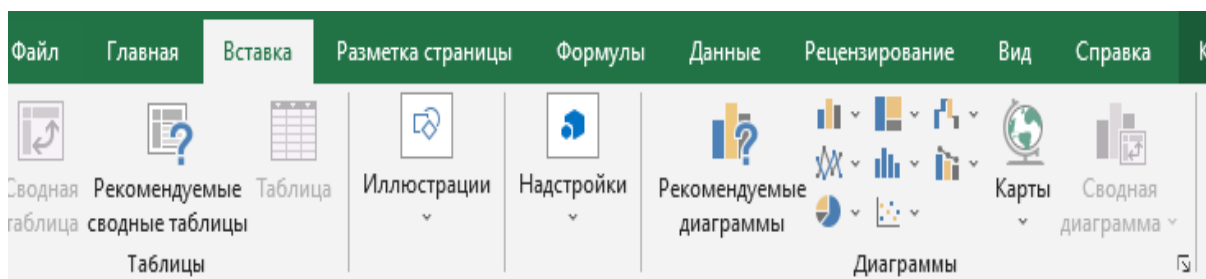 Файл Главная Вставка Разметка страницы Формулы Данные Рецензирование Вид Справка
Сводная таблица
Рекомендуемые сводные таблицы
Таблица
Таблицы
Иллюстрации
Надстройки
Рекомендуемые диаграммы
Карты
Сводная диаграмма
Диаграммы